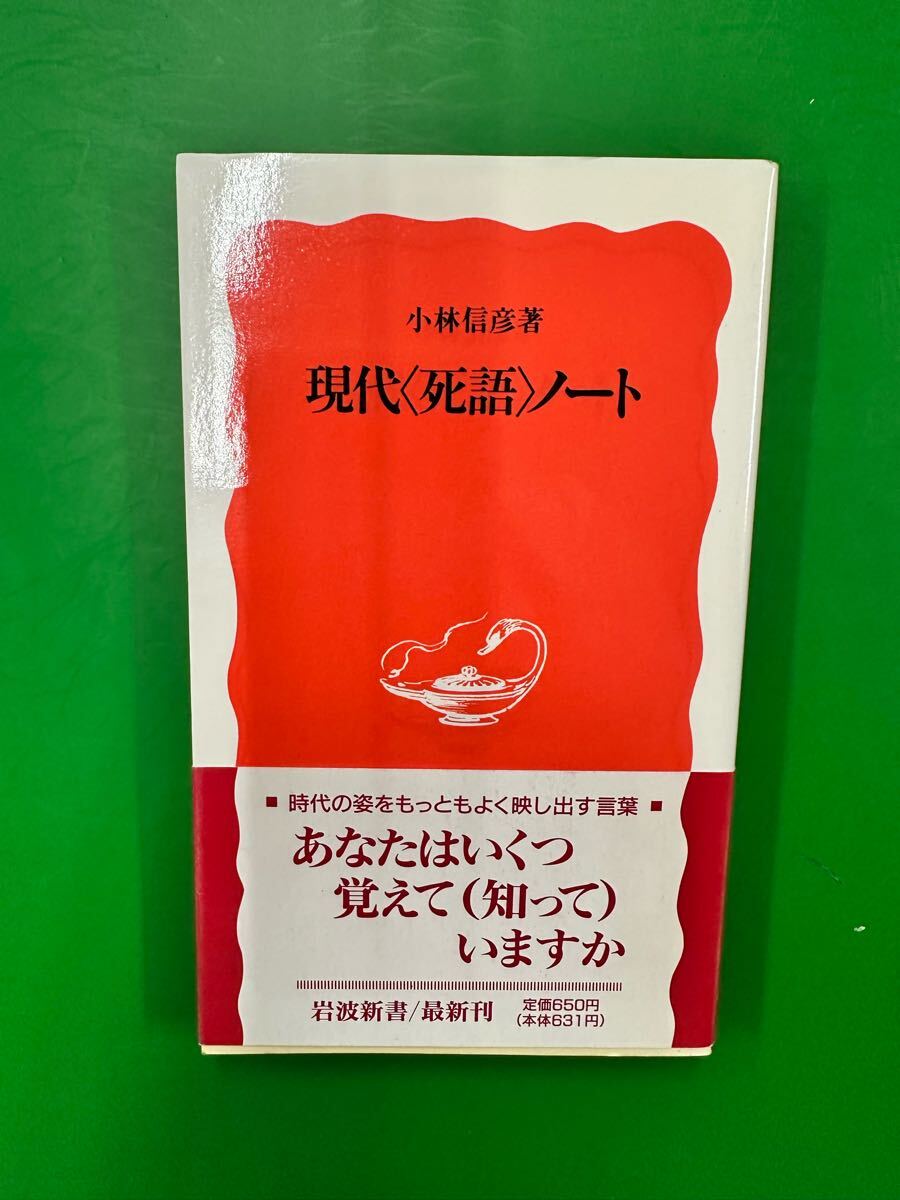 小林信彦著
現代〈死語〉ノート
■ 時代の姿をもっともよく映し出す言葉 ■
あなたはいくつ
覚えて(知って)
いますか
岩波新書/最新刊
定価650円
(本体631円)